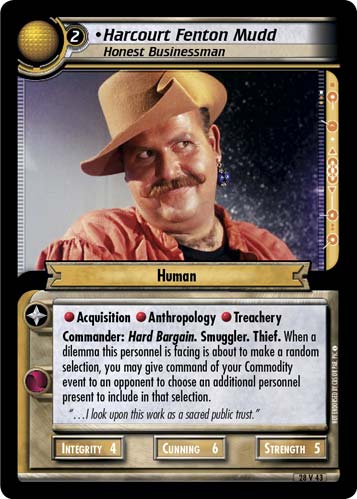 2
•Harcourt Fenton Mudd
Honest Businessman
Human
Acquisition Anthropology Treachery
Commander: Hard Bargain. Smuggler. Thief. When a
dilemma this personnel is facing is about to make a random
selection, you may give command of your Commodity
event to an opponent to choose an additional personnel
present to include in that selection.
“…I look upon this work as a sacred public trust.”
INTEGRITY 4 CUNNING 6 STRENGTH 5
28 V 43